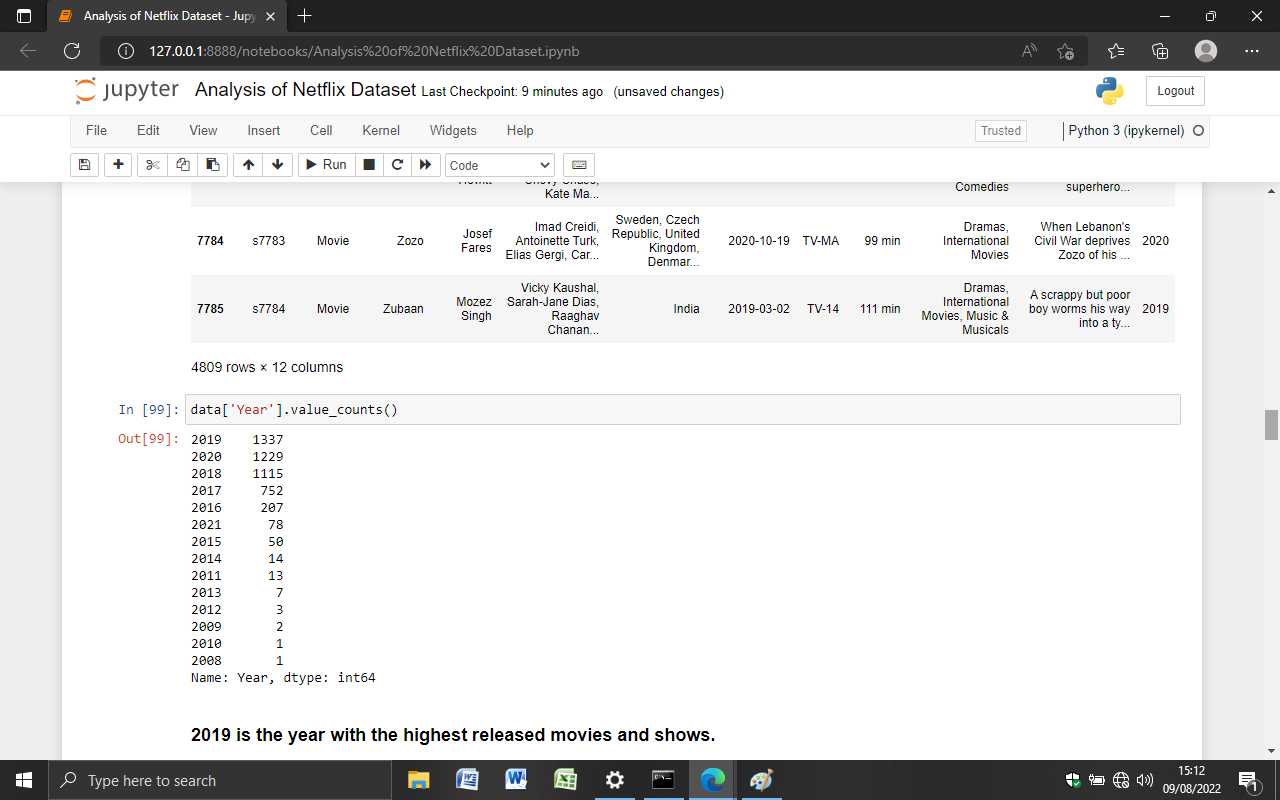 Analysis of Netflix Dataset - Jupy
127.0.0.1:8888/notebooks/Analysis%20of%20Netflix%20Dataset.ipynb
jupyter Analysis of Netflix Dataset Last Checkpoint: 9 minutes ago (unsaved changes)
Logout
File Edit View Insert Cell Kernel Widgets Help Trusted Python 3 (ipykernel)
Run Code
Kate Ma... Comedies superhero...
7784 s7783 Movie Zozo Josef Fares Imad Creidi, Antoinette Turk, Elias Gergi, Car... Sweden, Czech Republic, United Kingdom, Denmar... 2020-10-19 TV-MA 99 min Dramas, International Movies When Lebanon's Civil War deprives Zozo of his ... 2020
7785 s7784 Movie Zubaan Mozez Singh Vicky Kaushal, Sarah-Jane Dias, Raaghav Chanan... India 2019-03-02 TV-14 111 min Dramas, International Movies, Music & Musicals A scrappy but poor boy worms his way into a ty... 2019
4809 rows × 12 columns
In [99]: data['Year'].value_counts()
Out[99]: 2019 1337
2020 1229
2018 1115
2017 752
2016 207
2021 78
2015 50
2014 14
2011 13
2013 7
2012 3
2009 2
2010 1
2008 1
Name: Year, dtype: int64
2019 is the year with the highest released movies and shows.
Type here to search
15:12
09/08/2022
1